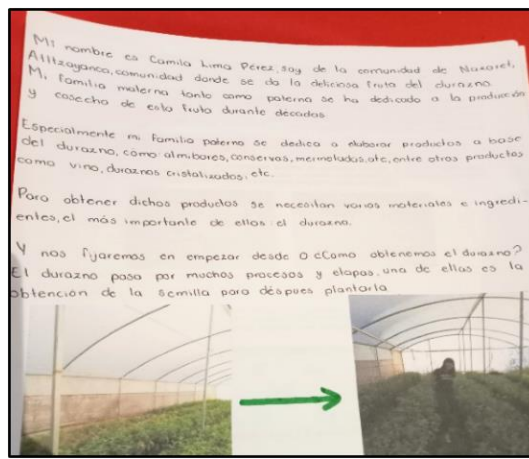 Mi nombre es Camila Lima Pérez, soy de la comunidad de Nazaret,
Altltzayanca, comunidad donde se da la deliciosa fruta del durazno.
Mi familia materna tanto como paterna se ha dedicado a la producción
y cosecha de esta fruta durante decadas
Especialmente mi familia paterna se dedica a elaborar productos a base
del durazno, como almibares, conservas, mermeladas, etc, entre otros productos
como vino, duraznos cristalizados, etc.
Para obtener dichos productos se necesitan varios materiales e ingredi-
entes, el más importante de ellos: el durazno.
Y nos fijaremos en empezar desde 0 ¿Como obtenemos el durazno?
El durazno pasa por muchos procesos y etapas, una de ellas es la
obtención de la semilla para déspues plantarla